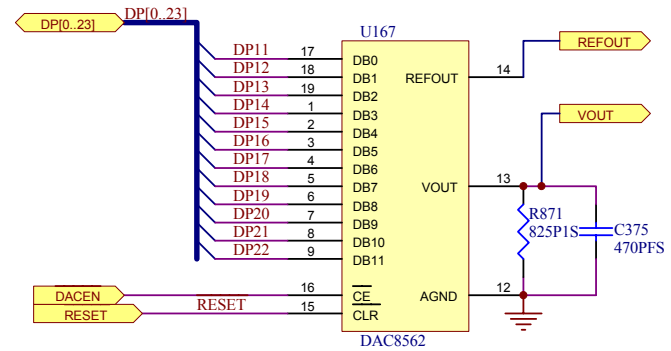 DP[0..23]
DP[0..23]
U167
DP11 17 DB0
REFOUT
DP12 18 DB1 REFOUT 14
DP13 19 DB2
DP14 1 DB3
VOUT
DP15 2 DB4
DP16 3 DB5
DP17 4 DB6
DP18 5 DB7 VOUT 13
DP19 6 DB8
R871
DP20 7 DB9
825P1S
C375
DP21 8 DB10
470PFS
DP22 9 DB11
DACEN 16 CE AGND 12
RESET
RESET 15 CLR
DAC8562